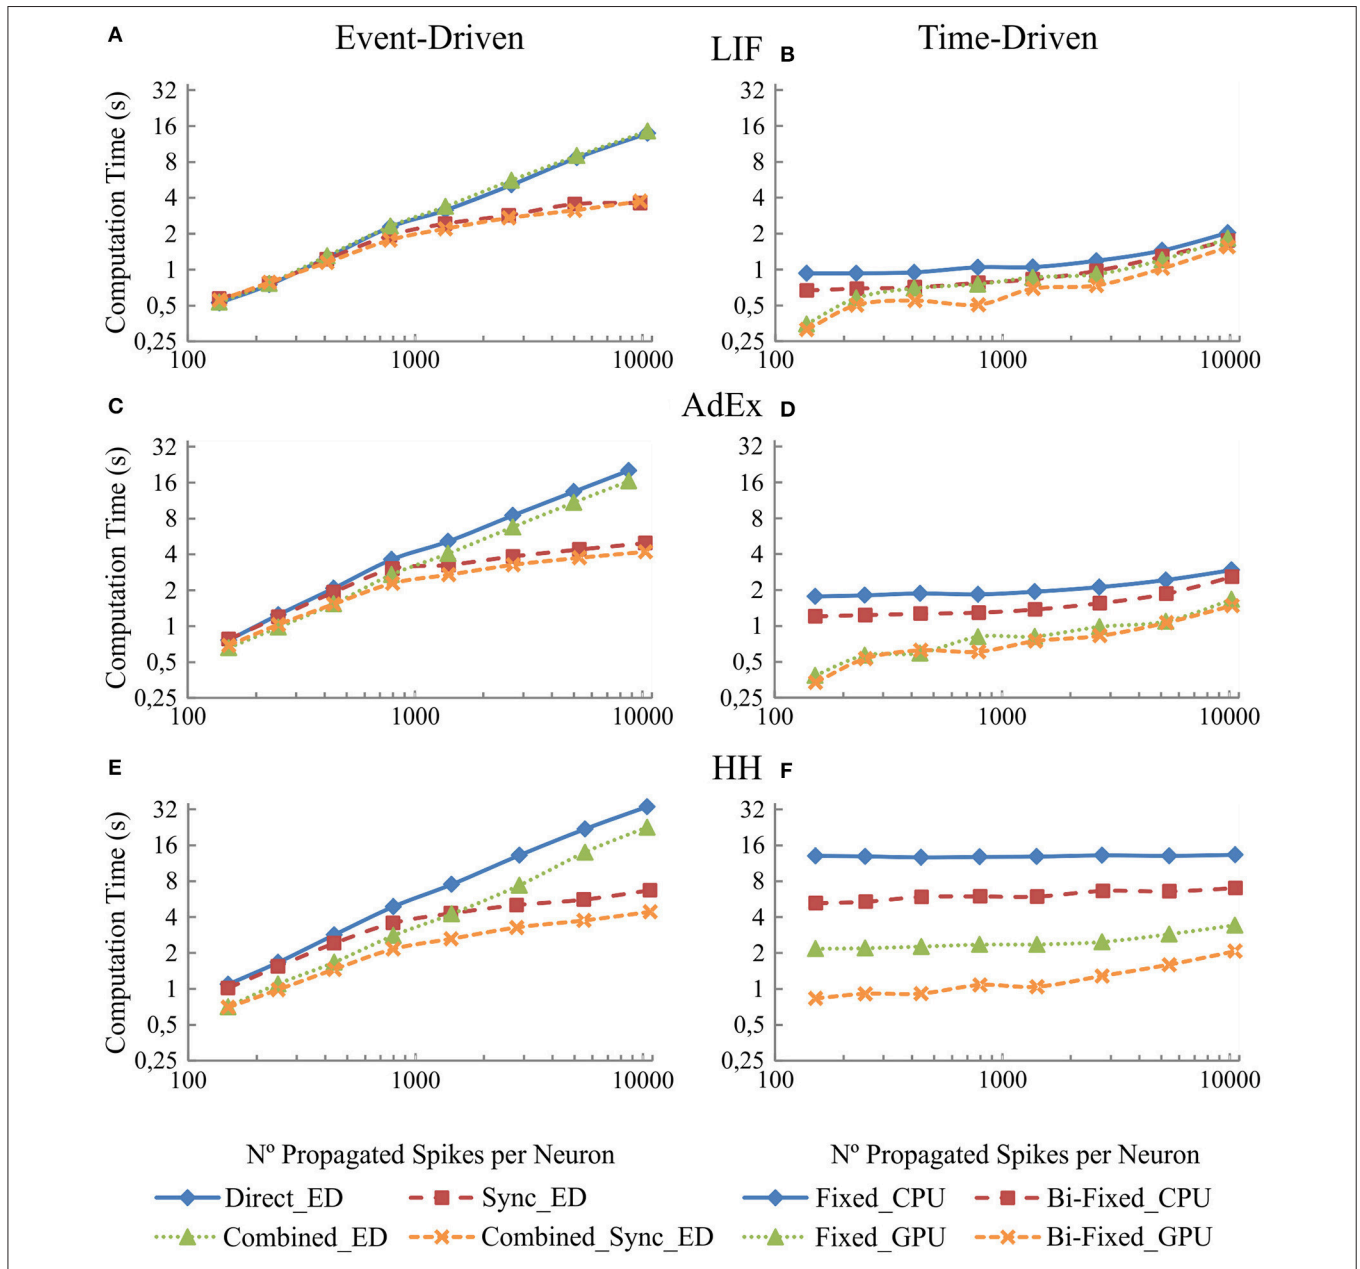 A
Event-Driven
LIF
B
Time-Driven
Computation Time (s)
32
16
8
4
2
1
0,5
0,25
100
1000
10000
32
16
8
4
2
1
0,5
0,25
100
1000
10000
C
AdEx
D
Computation Time (s)
32
16
8
4
2
1
0,5
0,25
100
1000
10000
32
16
8
4
2
1
0,5
0,25
100
1000
10000
E
HH
F
Computation Time (s)
32
16
8
4
2
1
0,5
0,25
100
1000
10000
32
16
8
4
2
1
0,5
0,25
100
1000
10000
Nº Propagated Spikes per Neuron
Direct_ED
Sync_ED
Combined_ED
Combined_Sync_ED
Nº Propagated Spikes per Neuron
Fixed_CPU
Bi-Fixed_CPU
Fixed_GPU
Bi-Fixed_GPU